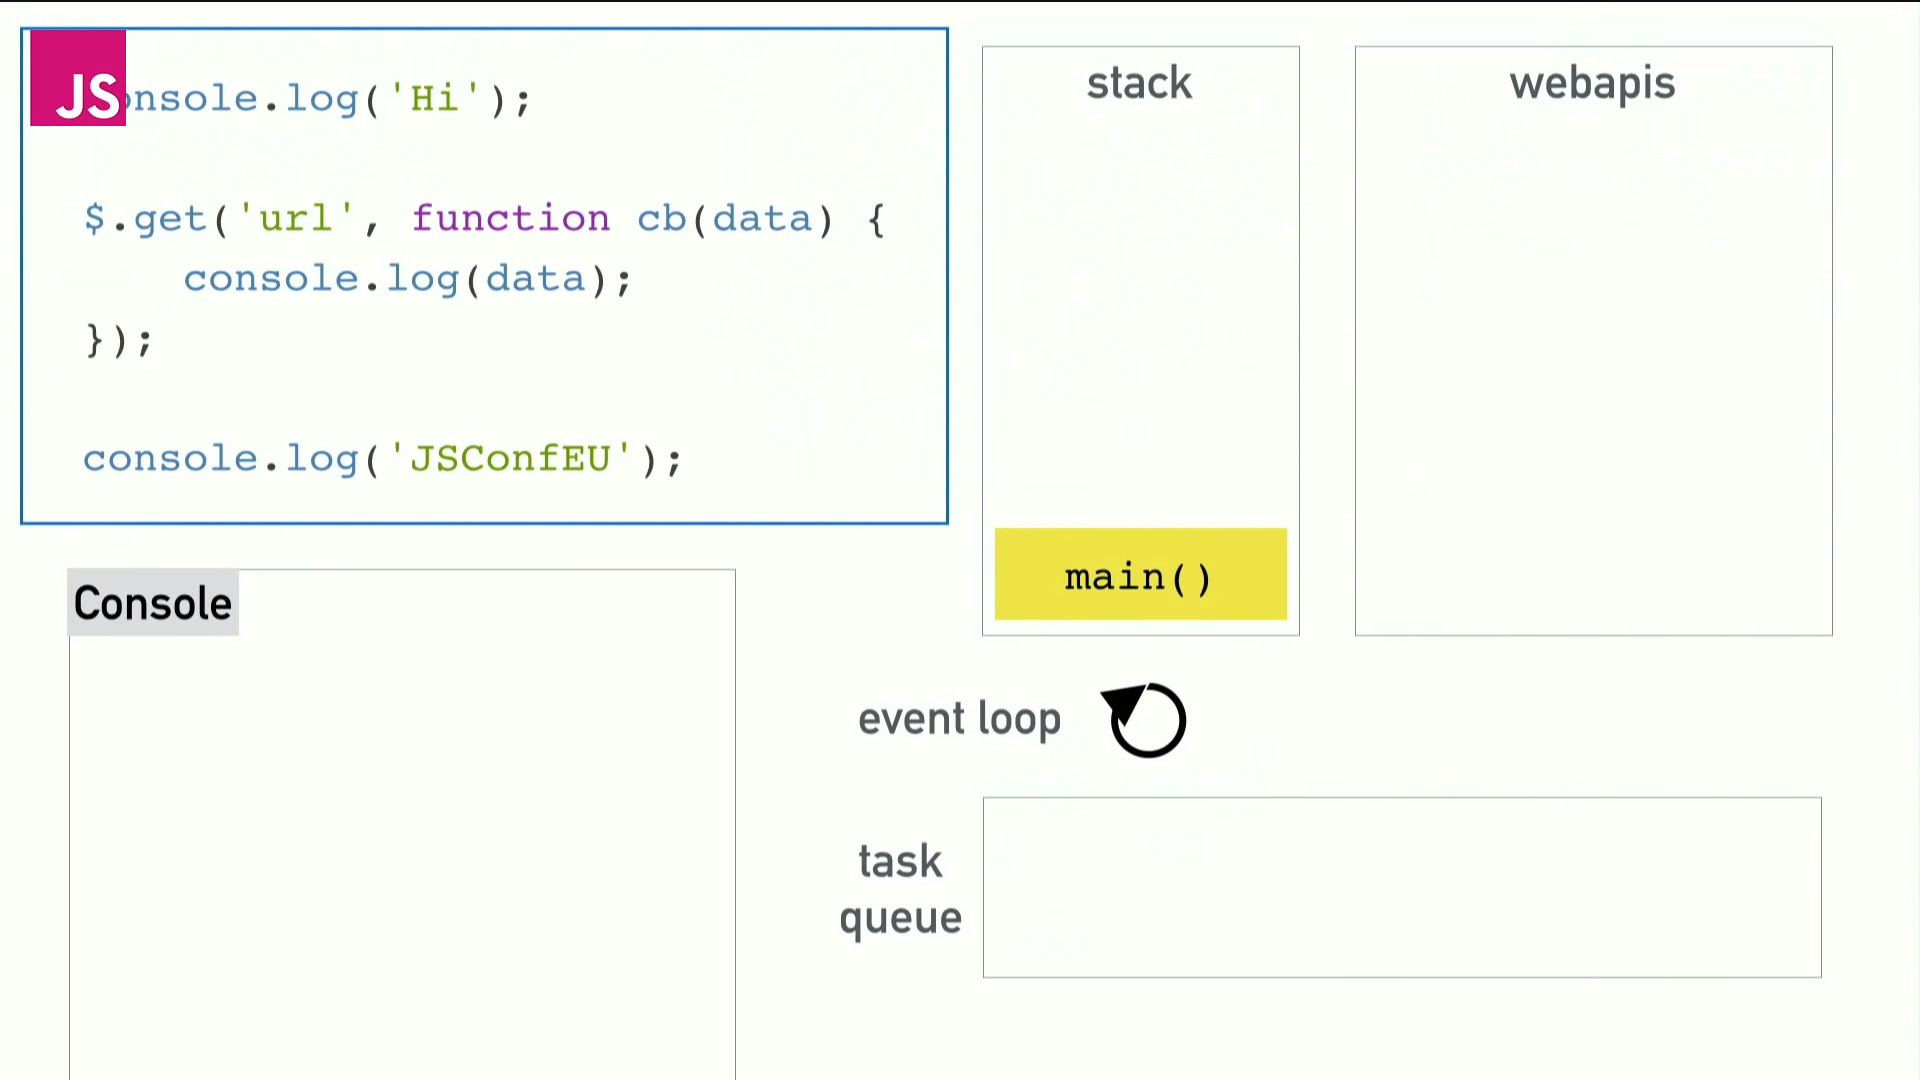 JS
nsole.log('Hi');
$.get('url', function cb(data) {
    console.log(data);
});
console.log('JSConfEU');
stack
main()
webapis
Console
event loop
task
queue